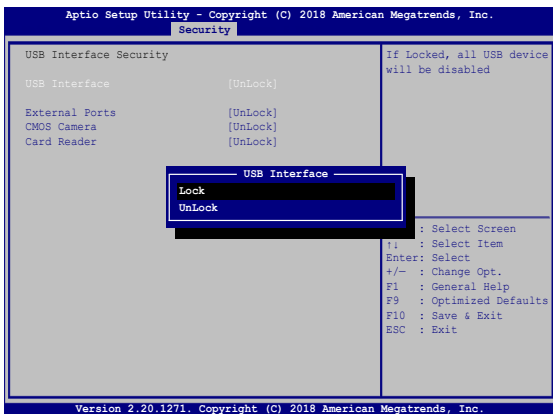 Aptio Setup Utility - Copyright (C) 2018 American Megatrends, Inc.
Security
USB Interface Security
USB Interface [UnLock]
External Ports [UnLock]
CMOS Camera [UnLock]
Card Reader [UnLock]
If Locked, all USB device
will be disabled
USB Interface
Lock
UnLock
: Select Screen
↑↓ : Select Item
Enter: Select
+/— : Change Opt.
F1 : General Help
F9 : Optimized Defaults
F10 : Save & Exit
ESC : Exit
Version 2.20.1271. Copyright (C) 2018 American Megatrends, Inc.